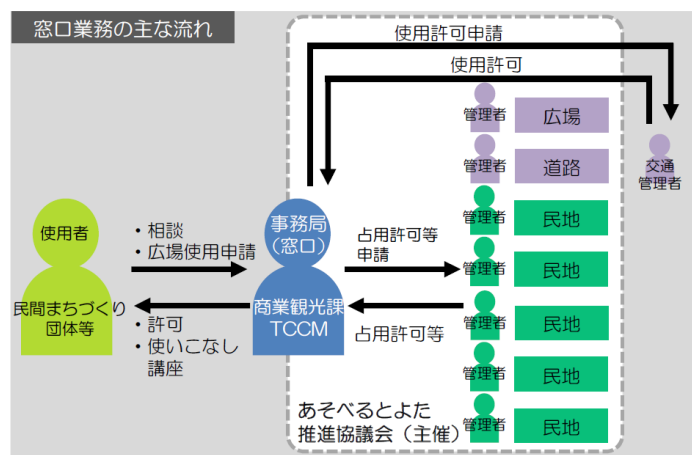 窓口業務の主な流れ
使用許可申請
使用許可
管理者
広場
管理者
道路
交通
管理者
管理者
民地
管理者
民地
管理者
民地
管理者
民地
管理者
民地
使用者
民間まちづくり
団体等
・相談
・広場使用申請
・許可
・使いこなし
講座
事務局
(窓口)
商業観光課
TCCM
占用許可等
申請
占用許可等
あそべるとよた
推進協議会(主催)